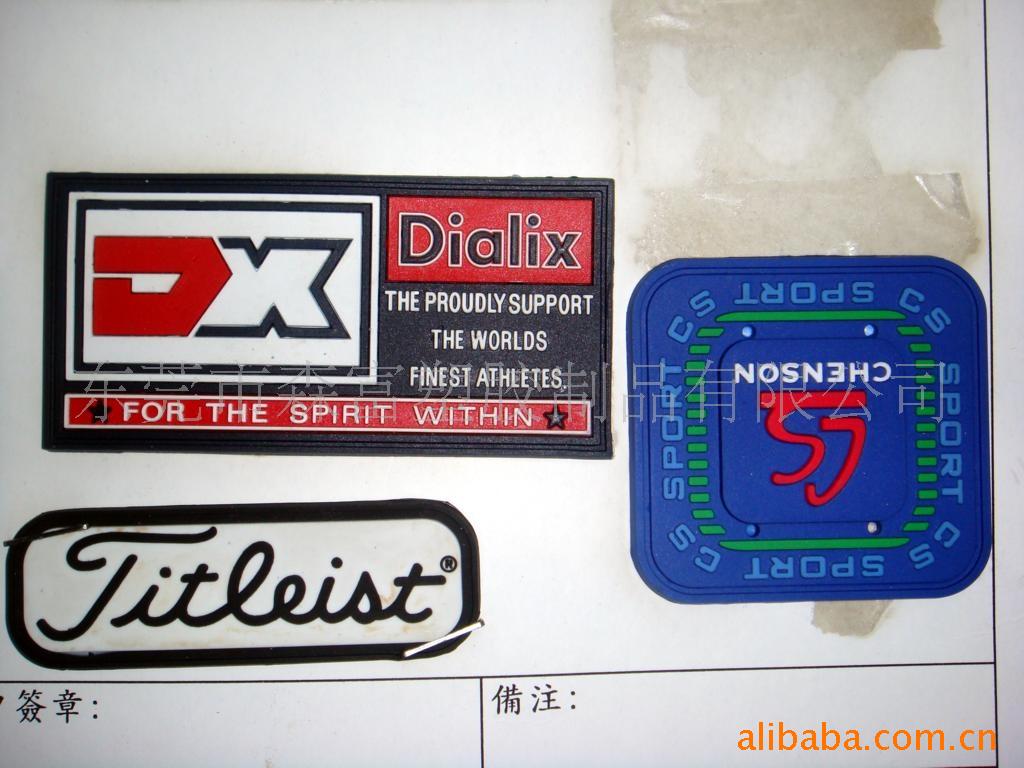 DX
Dialix
THE PROUDLY SUPPORT
THE WORLDS
FINEST ATHLETES.
★ FOR THE SPIRIT WITHIN ★
东莞市森富塑胶制品有限公司
CS SPORT CS SPORT CS SPORT CS SPORT
CHENSON
CS
Titleist®
簽章:
備注:
alibaba.com.cn